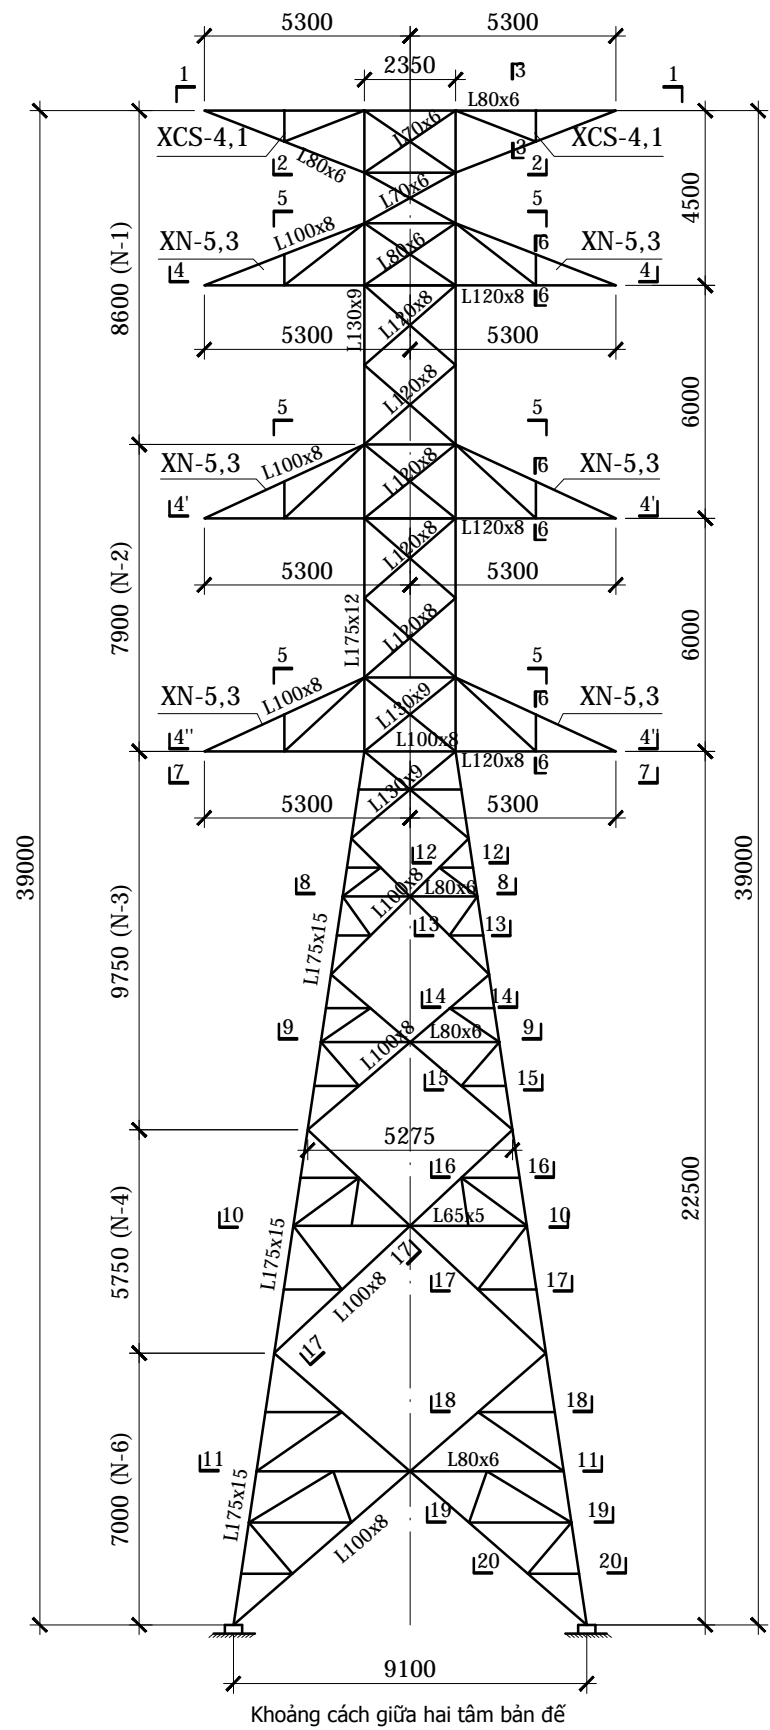 5300 5300
2350
1 3 1
L80x6
XCS-4,1 L70x6 3 XCS-4,1
2 L80x6 2
5 L70x6 5
XN-5,3 L100x8 L80x6 6 XN-5,3
4 4
L130x9 L120x8 L120x8 6
5300 5300
L120x8
5 5
XN-5,3 L100x8 L120x8 6 XN-5,3
4' 4'
L120x8 L120x8 6
5300 5300
L175x12 L120x8
5 5
XN-5,3 L100x8 L130x9 6 XN-5,3
4'' L100x8 4'
7 L130x9 L120x8 6 7
5300 5300
12 12
8 L100x8 L80x6 8
13 13
L175x15
14 14
9 L100x8 L80x6 9
15 15
5275
16 16
10 L65x5 10
L175x15 17
L100x8 17 17
17
18 18
11 L80x6 11
L175x15 19 19
L100x8 20 20
9100
39000
8600 (N-1)
7900 (N-2)
9750 (N-3)
5750 (N-4)
7000 (N-6)
4500
6000
6000
22500
39000
Khoảng cách giữa hai tâm bản đế